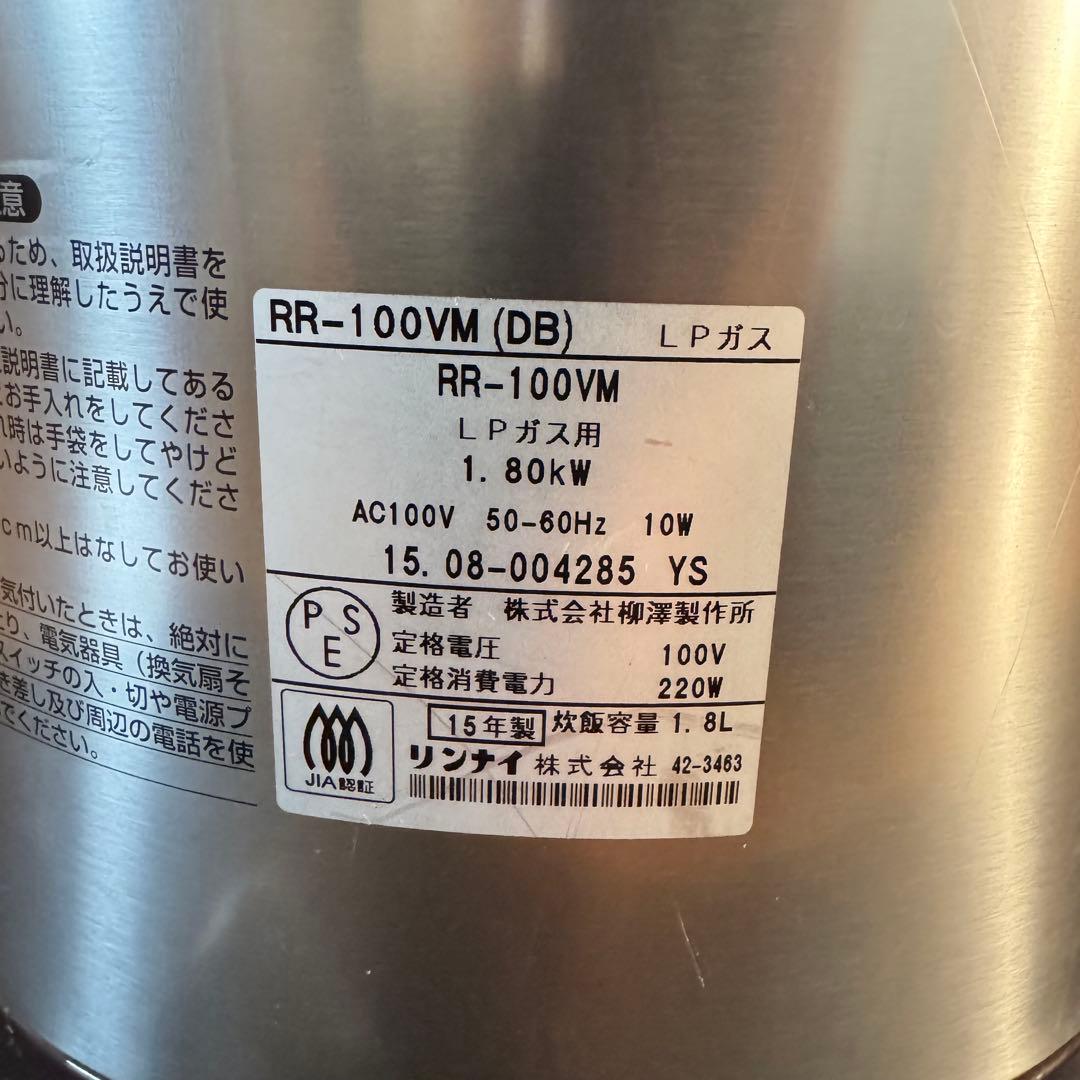 意
るため、取扱説明書を
分に理解したうえで使
い。
説明書に記載してある
お手入れをしてくださ
れ時は手袋をしてやけど
いように注意してくださ
cm以上はなしてお使い
気付いたときは、絶対に
たり、電気器具(換気扇そ
スイッチの入・切や電源プ
き差し及び周辺の電話を使
でください。
RR-100VM(DB) LPガス
RR-100VM
LPガス用
1.80kW
AC100V 50-60Hz 10W
15.08-004285 YS
PSE
製造者 株式会社柳澤製作所
定格電圧 100V
定格消費電力 220W
15年製 炊飯容量 1.8L
JIA認証
リンナイ株式会社 42-3463